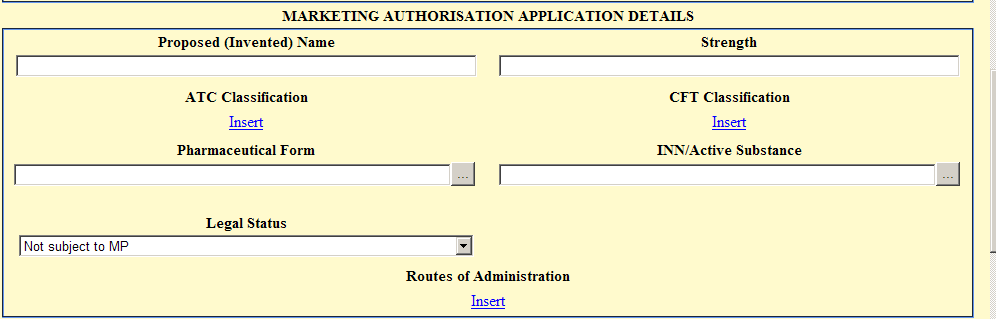 MARKETING AUTHORISATION APPLICATION DETAILS
Proposed (Invented) Name Strength
ATC Classification CFT Classification
Insert Insert
Pharmaceutical Form INN/Active Substance
... ...
Legal Status
Not subject to MP
Routes of Administration
Insert